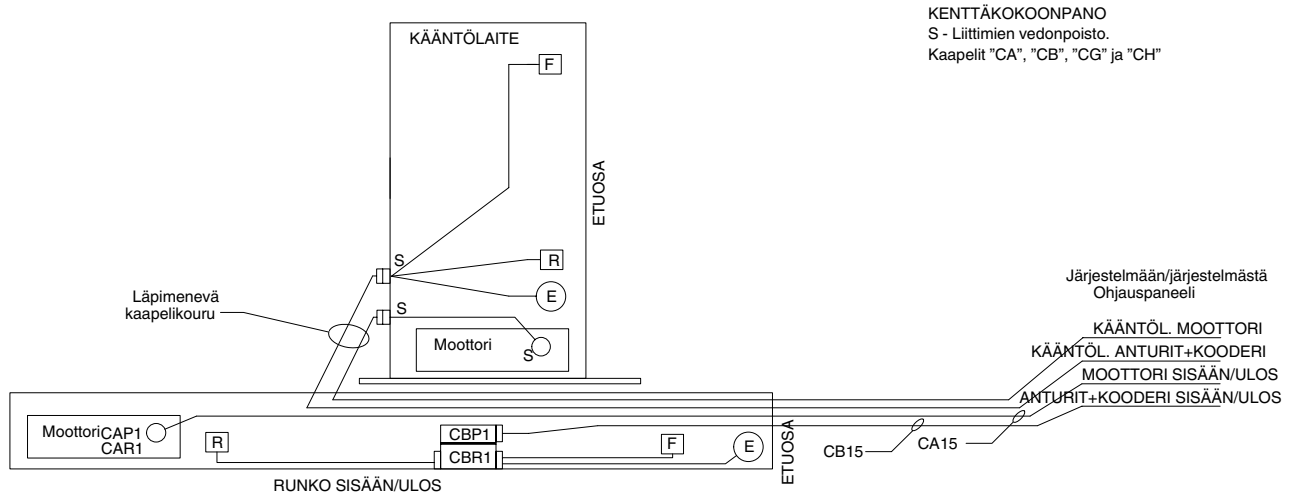 KENTTÄKOKOONPANO
S - Liittimien vedonpoisto.
Kaapelit ”CA”, ”CB”, ”CG” ja ”CH”
KÄÄNTÖLAITE
F
ETUOSA
S
R
E
S
Moottori
S
Läpimenevä
kaapelikouru
Järjestelmään/järjestelmästä
Ohjauspaneeli
KÄÄNTÖL. MOOTTORI
KÄÄNTÖL. ANTURIT+KOODERI
MOOTTORI SISÄÄN/ULOS
ANTURIT+KOODERI SISÄÄN/ULOS
Moottori
CAP1
CAR1
R
CBP1
CBR1
F
E
ETUOSA
CB15
CA15
RUNKO SISÄÄN/ULOS